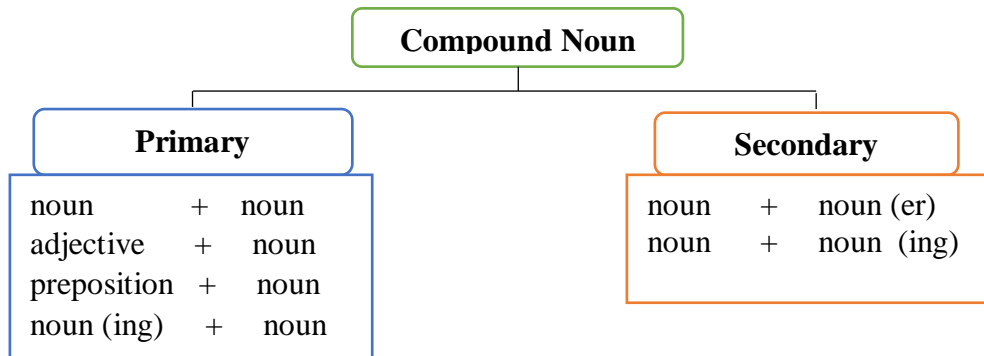 Compound Noun
Primary
noun + noun
adjective + noun
preposition + noun
noun (ing) + noun
Secondary
noun + noun (er)
noun + noun (ing)